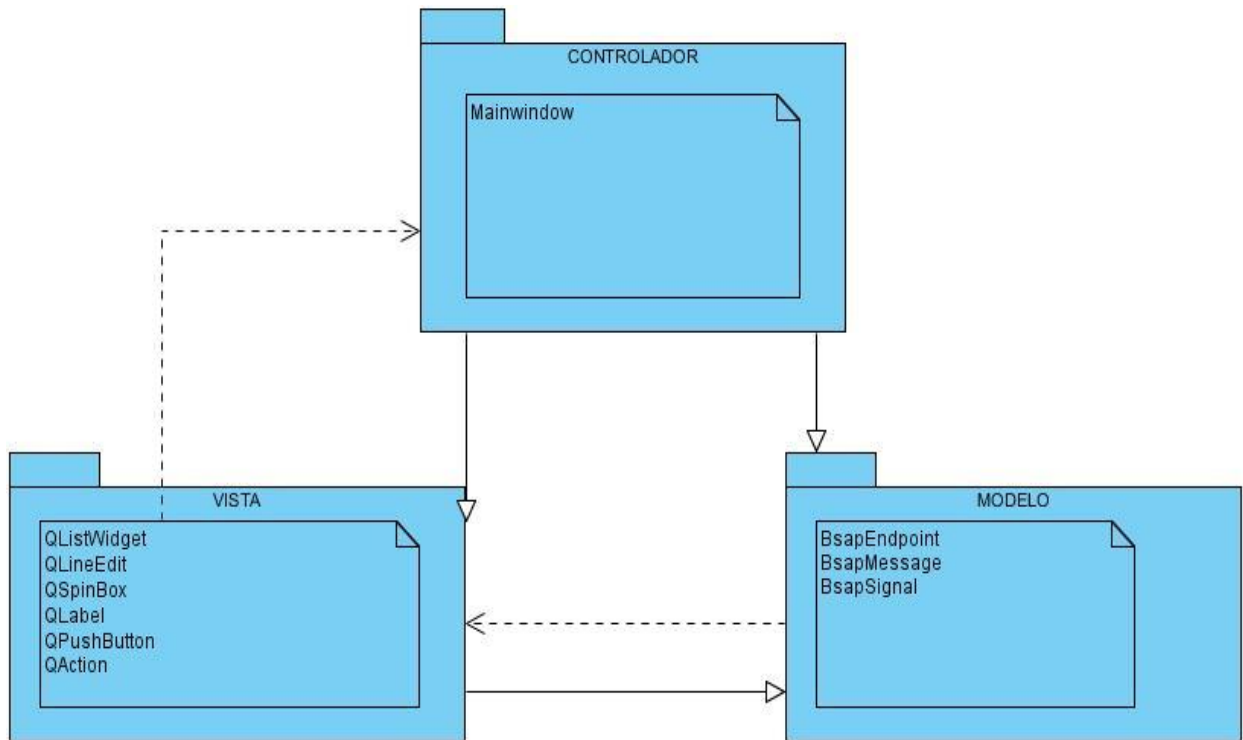 CONTROLADOR
Mainwindow
VISTA
QListWidget
QLineEdit
QSpinBox
QLabel
QPushButton
QAction
MODELO
BsapEndpoint
BsapMessage
BsapSignal